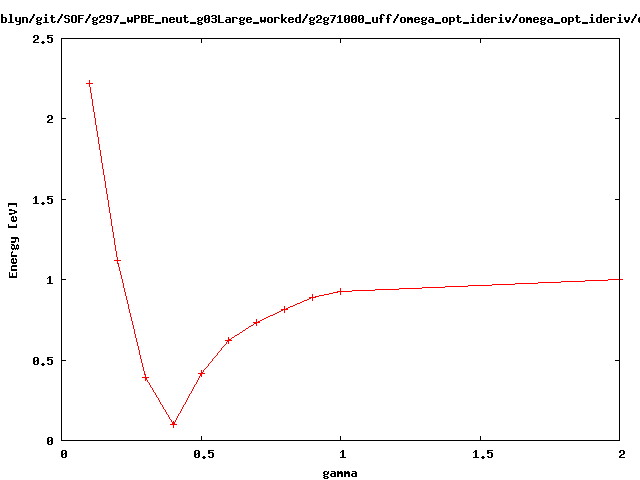 blyn/git/SOF/g297_wPBE_neut_g03Large_worked/g2g71000_uff/omega_opt_ideriv/omega_opt_ideriv/
2.5
2
1.5
1
0.5
0
Energy [eV]
0 0.5 1 1.5 2
gamma